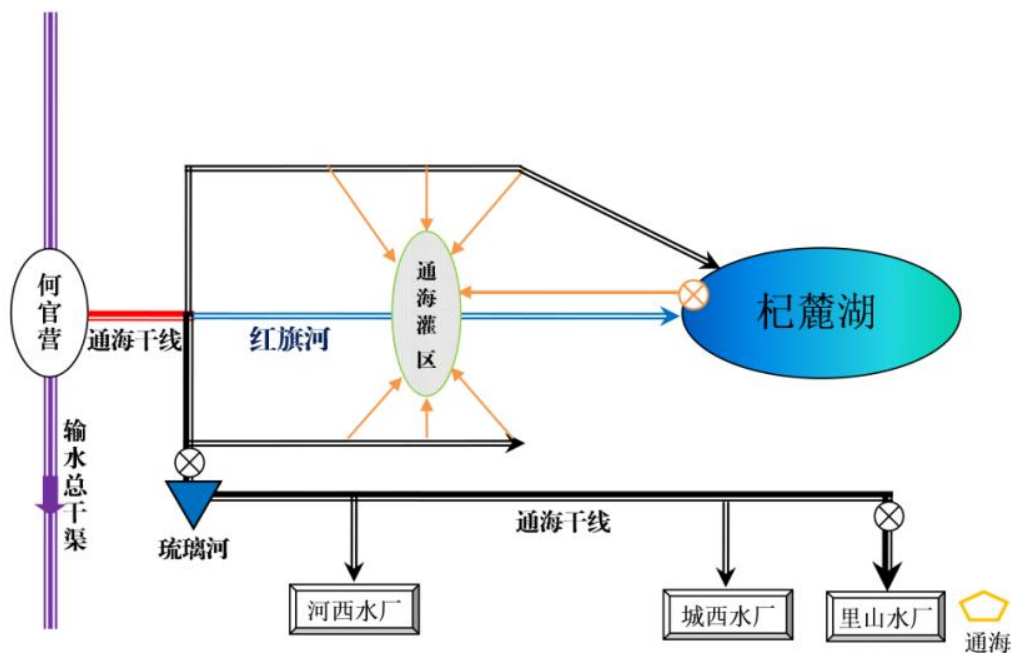 何官营
通海干线
红旗河
通海灌区
杞麓湖
输水总干渠
琉璃河
通海干线
河西水厂
城西水厂
里山水厂
通海